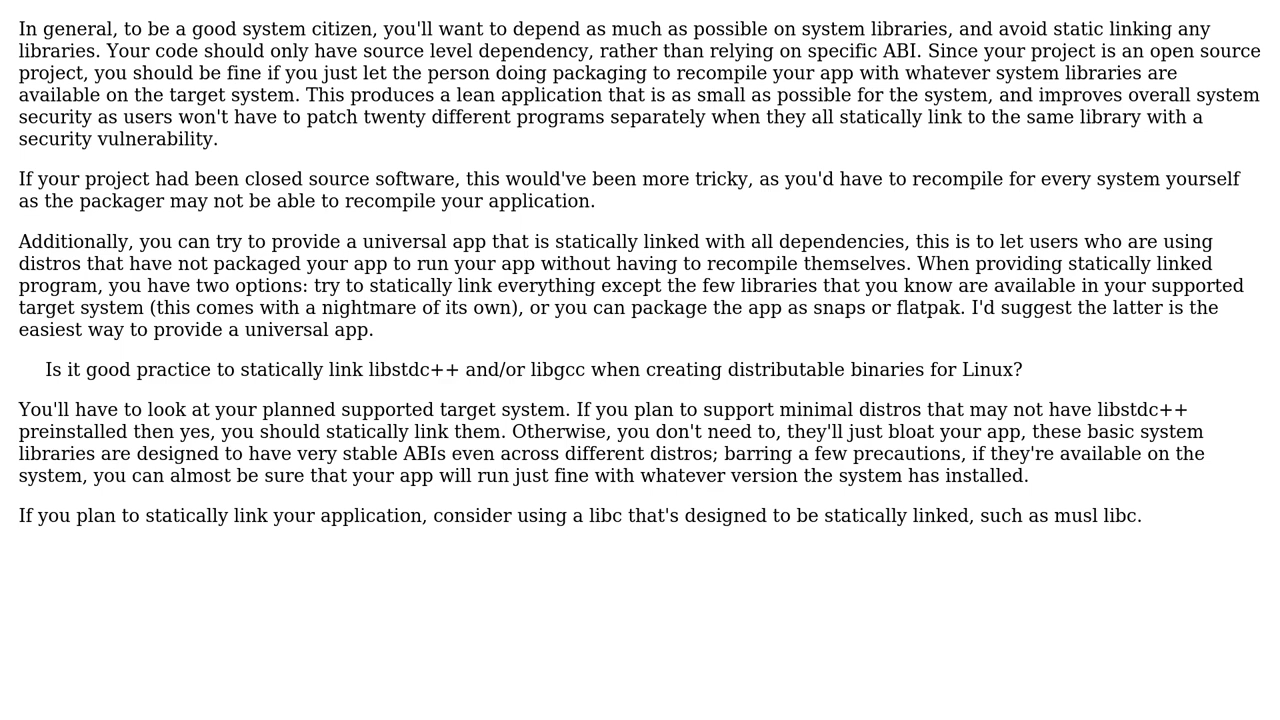 In general, to be a good system citizen, you'll want to depend as much as possible on system libraries, and avoid static linking any
libraries. Your code should only have source level dependency, rather than relying on specific ABI. Since your project is an open source
project, you should be fine if you just let the person doing packaging to recompile your app with whatever system libraries are
available on the target system. This produces a lean application that is as small as possible for the system, and improves overall system
security as users won't have to patch twenty different programs separately when they all statically link to the same library with a
security vulnerability.
If your project had been closed source software, this would've been more tricky, as you'd have to recompile for every system yourself
as the packager may not be able to recompile your application.
Additionally, you can try to provide a universal app that is statically linked with all dependencies, this is to let users who are using
distros that have not packaged your app to run your app without having to recompile themselves. When providing statically linked
program, you have two options: try to statically link everything except the few libraries that you know are available in your supported
target system (this comes with a nightmare of its own), or you can package the app as snaps or flatpak. I'd suggest the latter is the
easiest way to provide a universal app.
Is it good practice to statically link libstdc++ and/or libgcc when creating distributable binaries for Linux?
You'll have to look at your planned supported target system. If you plan to support minimal distros that may not have libstdc++
preinstalled then yes, you should statically link them. Otherwise, you don't need to, they'll just bloat your app, these basic system
libraries are designed to have very stable ABIs even across different distros; barring a few precautions, if they're available on the
system, you can almost be sure that your app will run just fine with whatever version the system has installed.
If you plan to statically link your application, consider using a libc that's designed to be statically linked, such as musl libc.